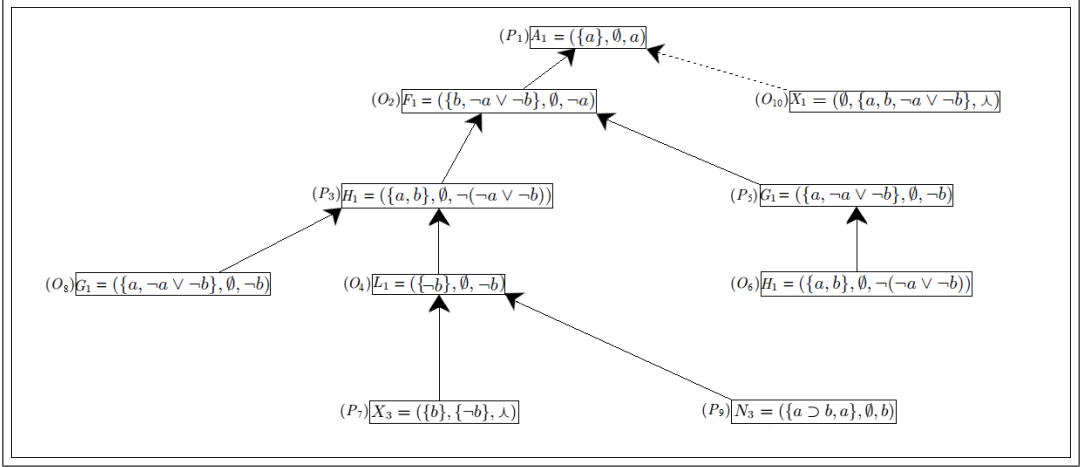 (P₁) A₁ = ({a}, ∅, a)
(O₂) F₁ = ({b, ¬a ∨ ¬b}, ∅, ¬a)
(O₁₀) X₁ = (∅, {a, b, ¬a ∨ ¬b}, ⋏)
(P₃) H₁ = ({a, b}, ∅, ¬(¬a ∨ ¬b))
(P₅) G₁ = ({a, ¬a ∨ ¬b}, ∅, ¬b)
(O₈) G₁ = ({a, ¬a ∨ ¬b}, ∅, ¬b)
(O₄) L₁ = ({¬b}, ∅, ¬b)
(O₆) H₁ = ({a, b}, ∅, ¬(¬a ∨ ¬b))
(P₇) X₃ = ({b}, {¬b}, ⋏)
(P₉) N₃ = ({a ⊃ b, a}, ∅, b)